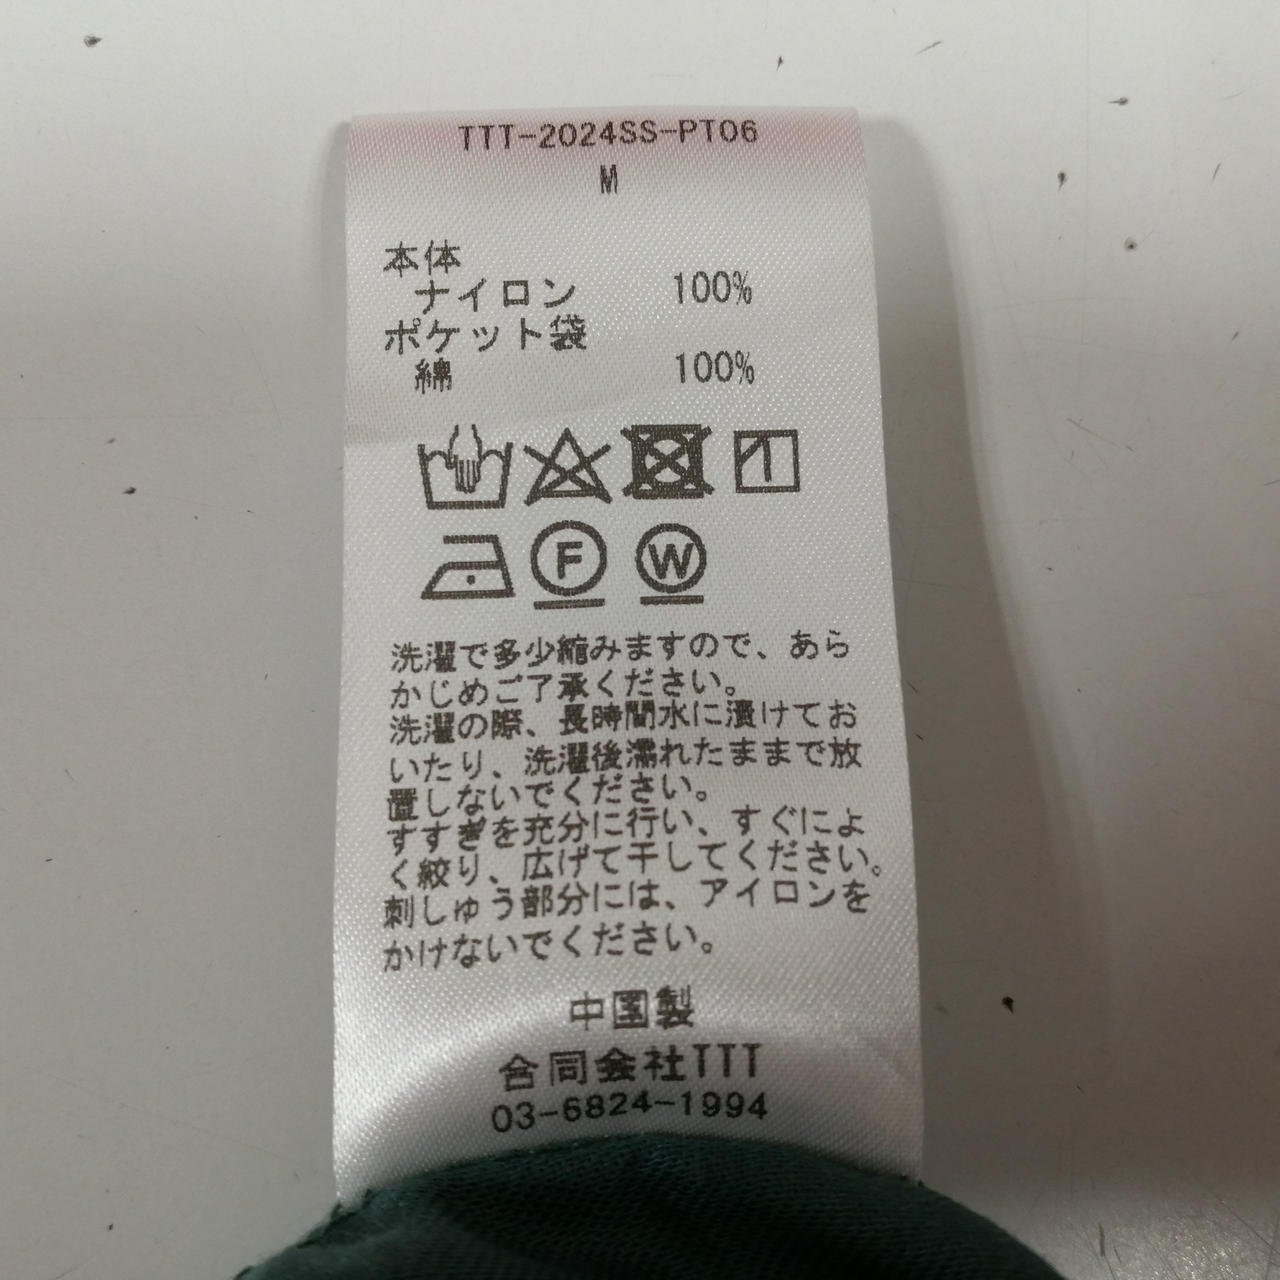 TTT-2024SS-PT06
M
本体
ナイロン 100%
ポケット袋
綿 100%
F W
洗濯で多少縮みますので、あら
かじめご了承ください。
洗濯の際、長時間水に漬けてお
いたり、洗濯後濡れたままで放
置しないでください。
すすぎを充分に行い、すぐによ
く絞り、広げて干してください。
刺しゅう部分には、アイロンを
かけないでください。
中国製
合同会社TTT
03-6824-1994